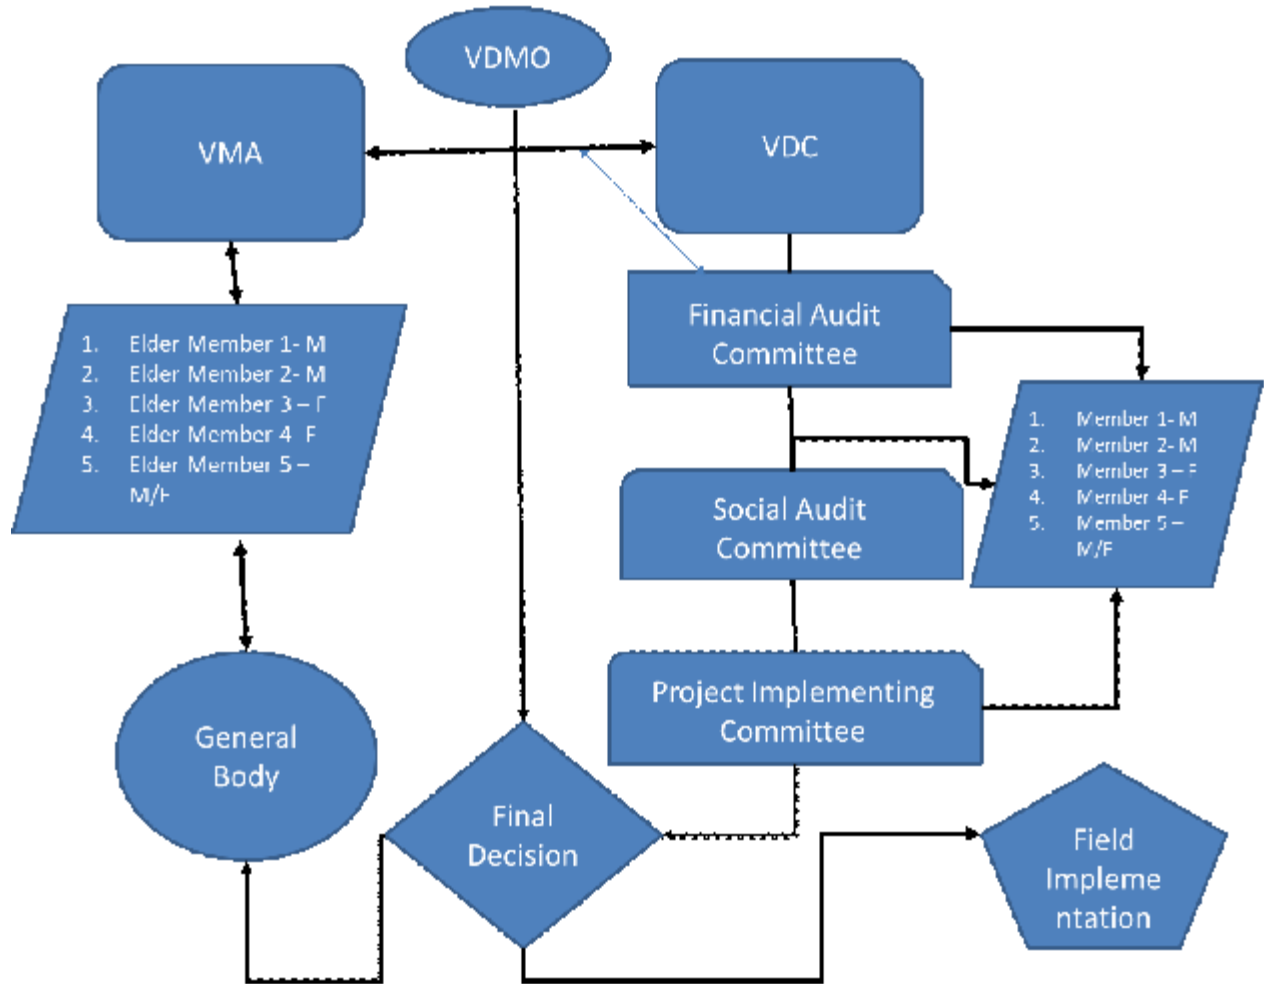 VDMO
VMA
VDC
1. Elder Member 1- M
2. Elder Member 2- M
3. Elder Member 3 – F
4. Elder Member 4- F
5. Elder Member 5 –
M/F
Financial Audit
Committee
1. Member 1- M
2. Member 2- M
3. Member 3 – F
4. Member 4- F
5. Member 5 –
M/F
Social Audit
Committee
Project Implementing
Committee
General
Body
Final
Decision
Field
Impleme
ntation